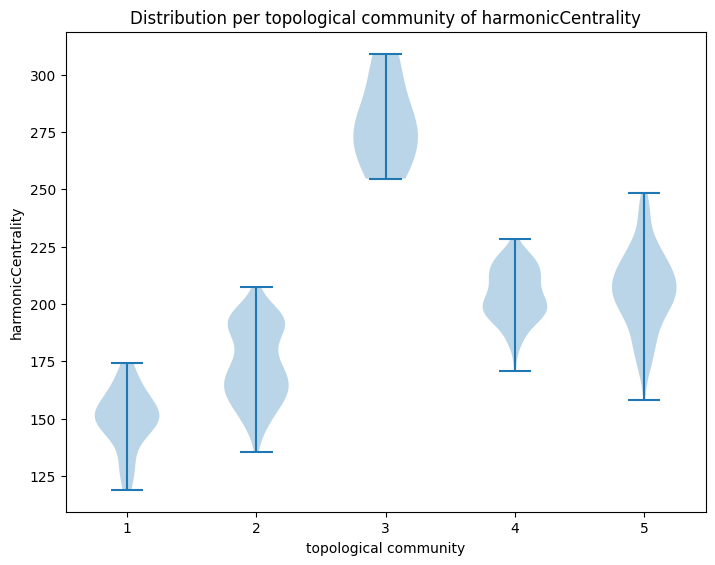 Distribution per topological community of harmonicCentrality
300
275
250
225
200
175
150
125
harmonicCentrality
1 2 3 4 5
topological community